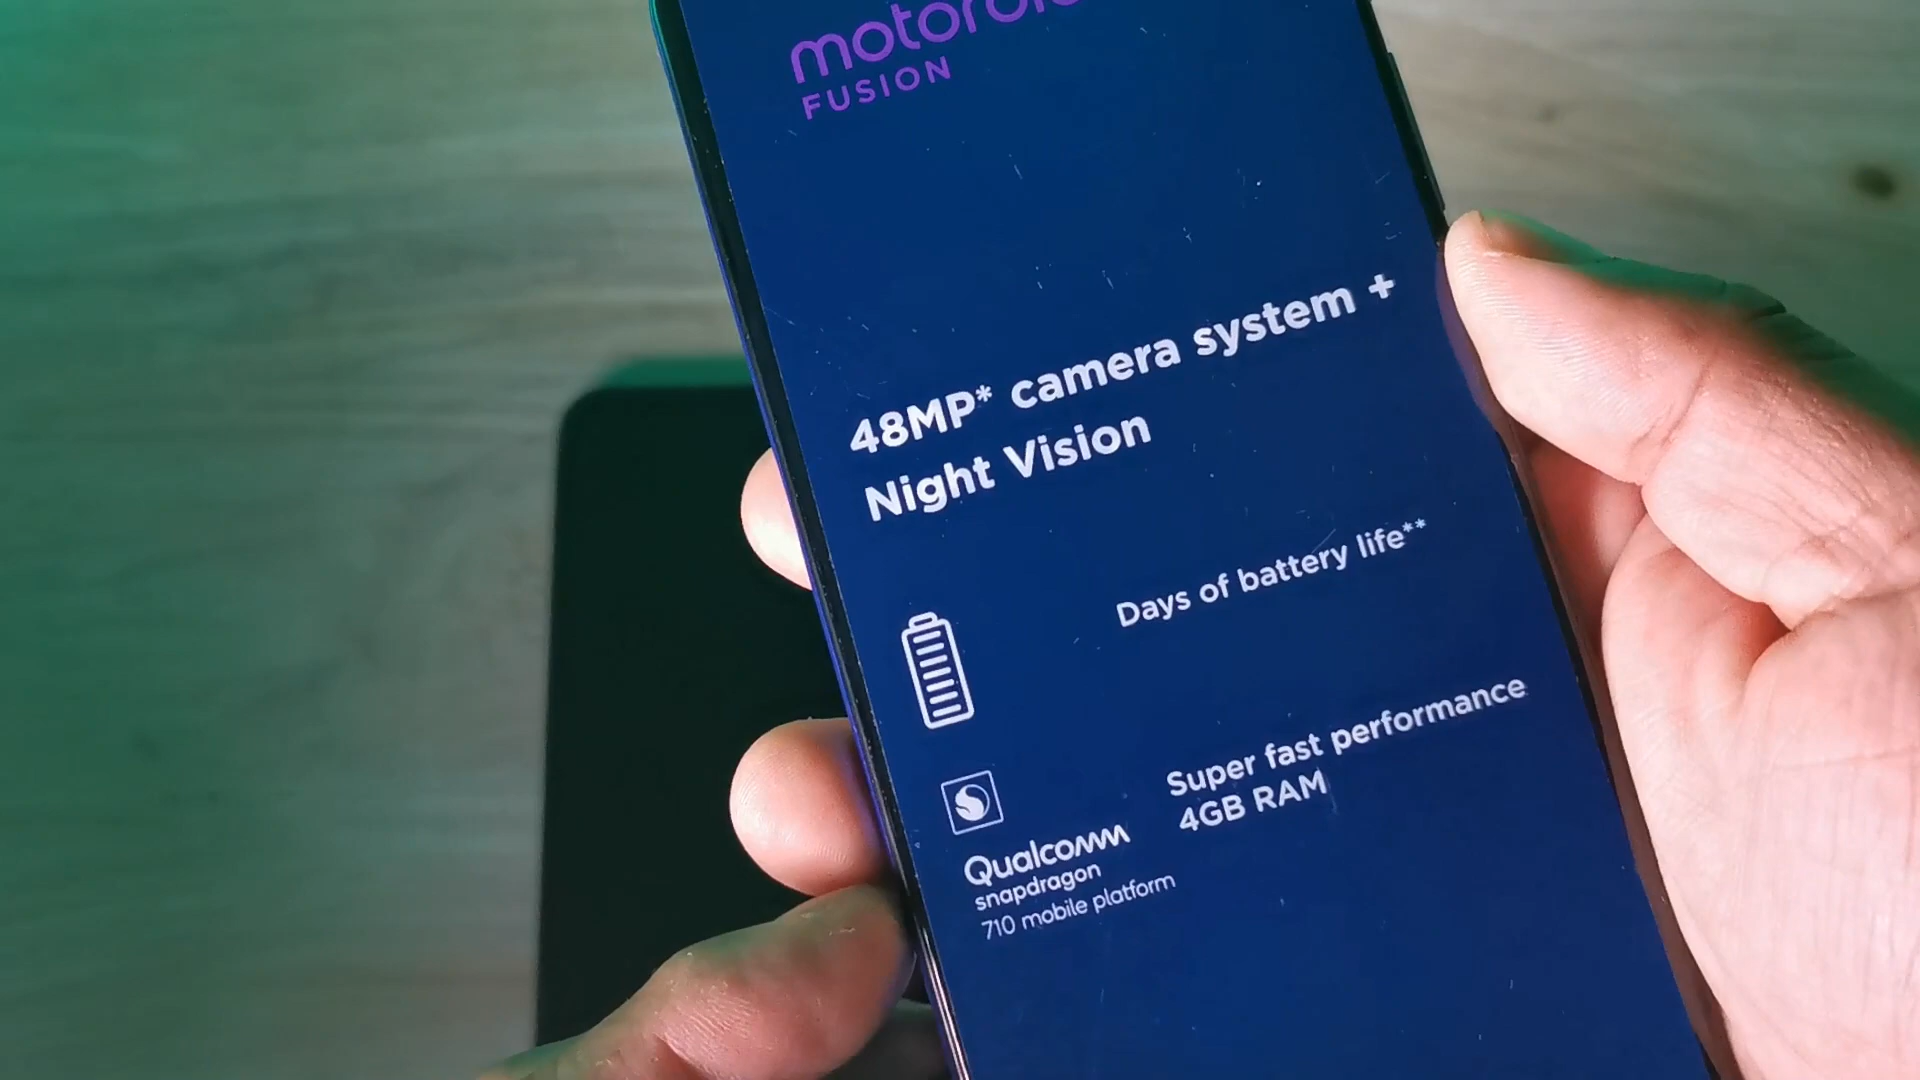 motorola
FUSION
48MP* camera system +
Night Vision
Days of battery life**
Super fast performance
4GB RAM
Qualcomm
snapdragon
710 mobile platform